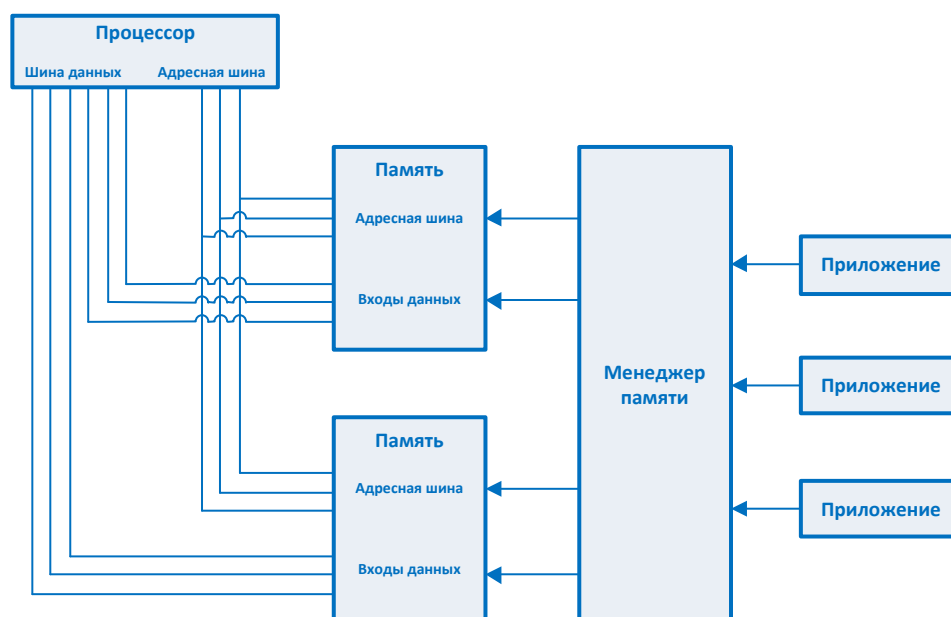 Процессор
Шина данных
Адресная шина
Память
Адресная шина
Входы данных
Память
Адресная шина
Входы данных
Менеджер
памяти
Приложение
Приложение
Приложение